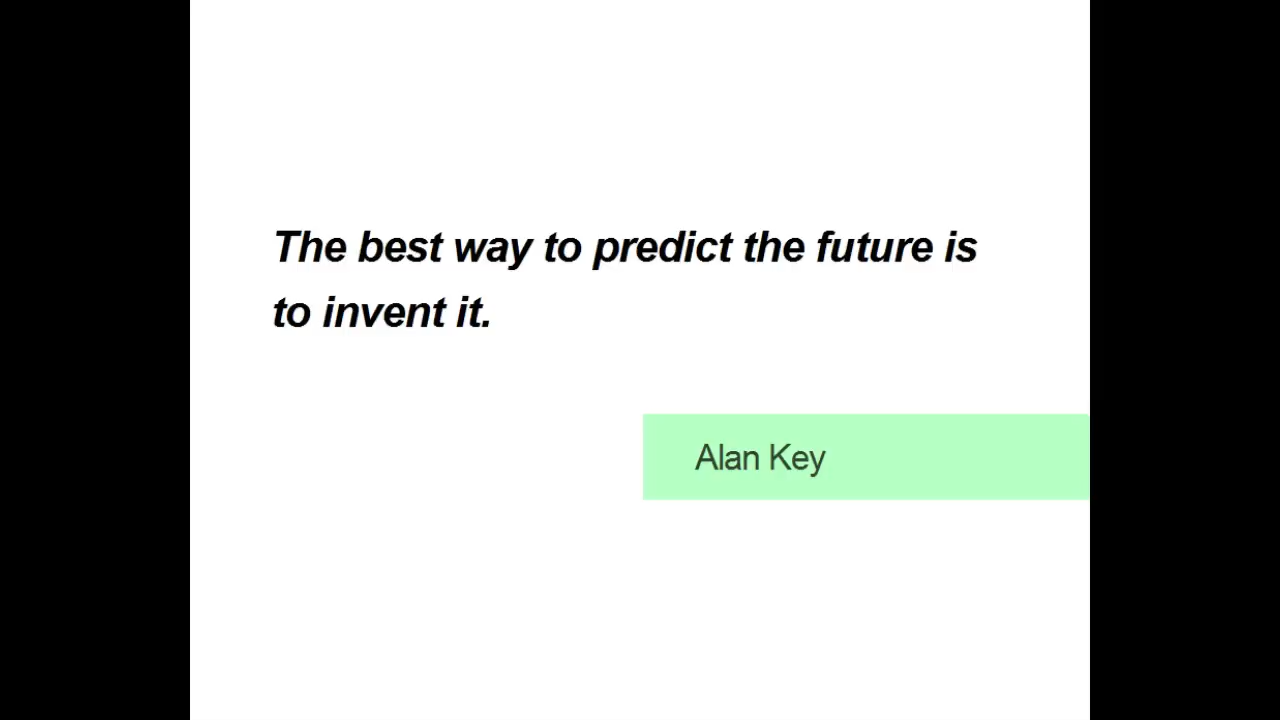 The best way to predict the future is
to invent it.
Alan Key